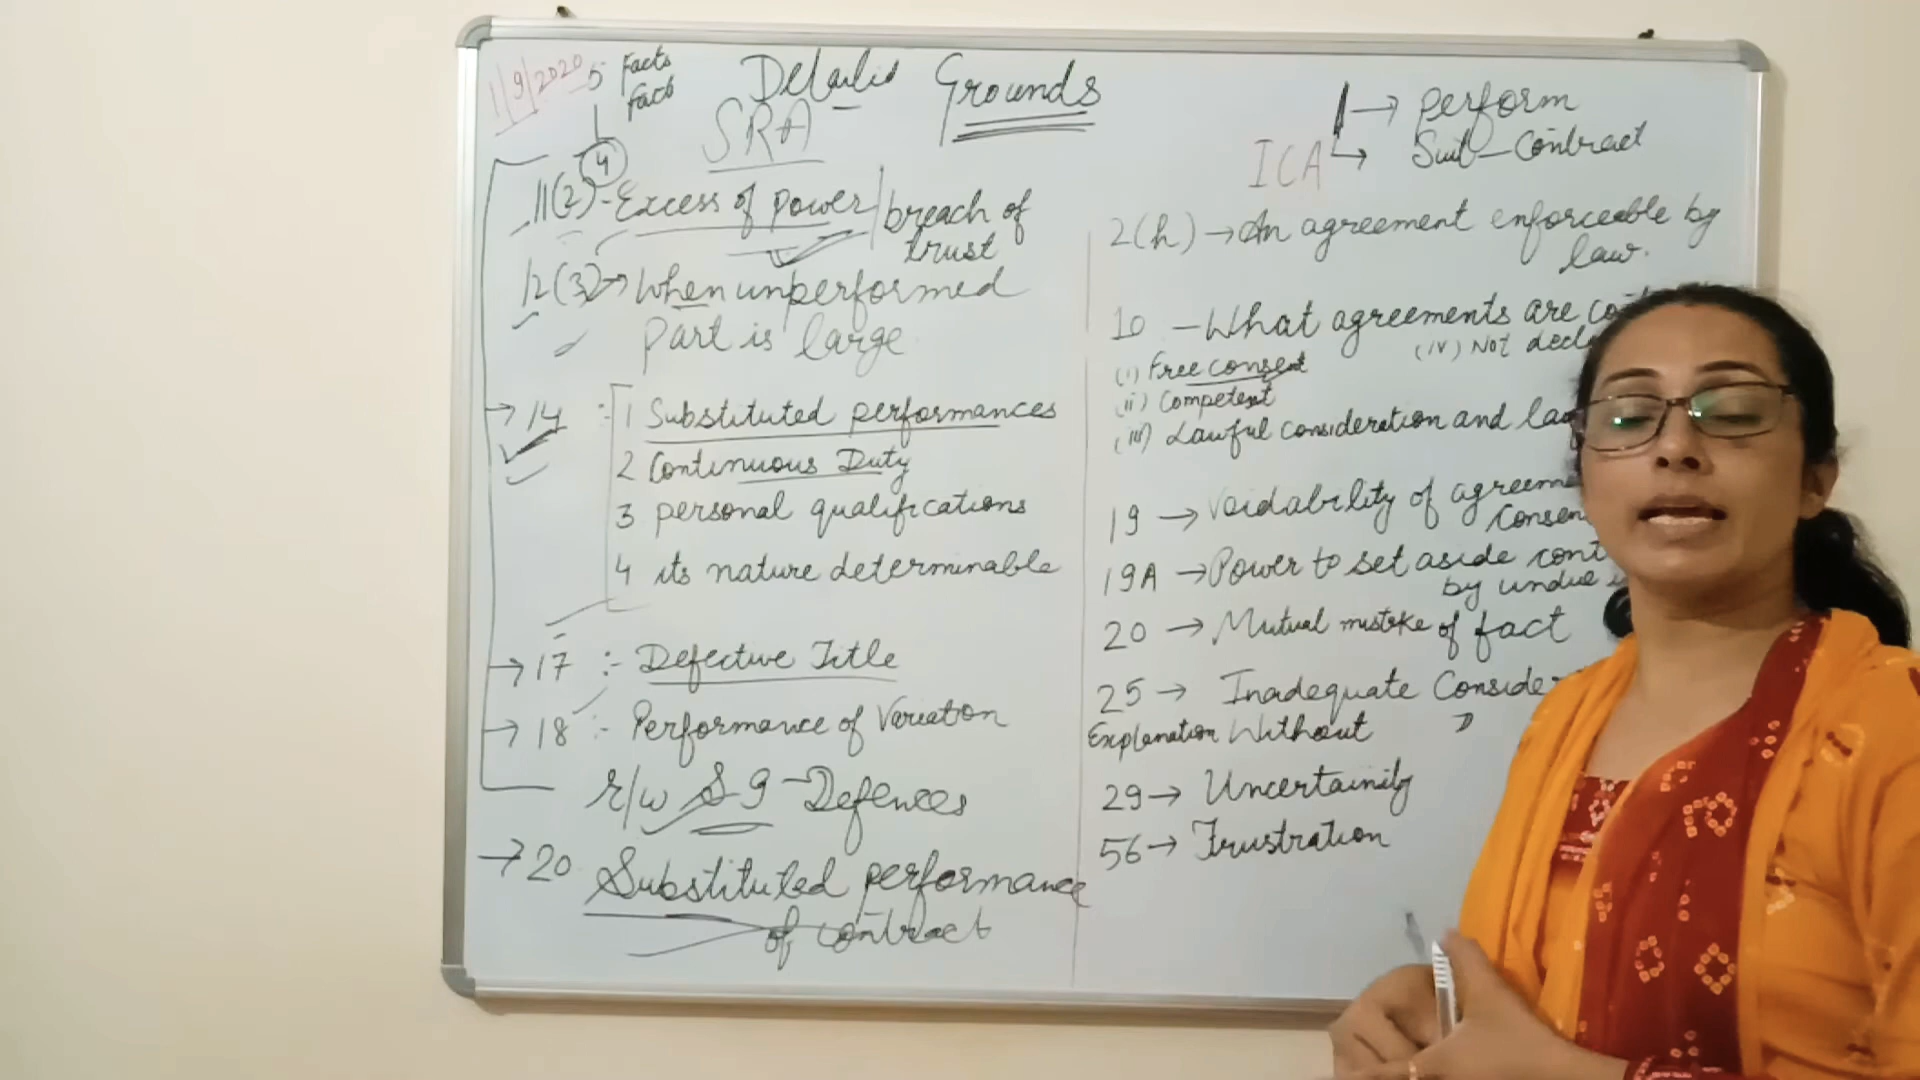 1/9/2020
5 Facts
Facts
4
Detailed Grounds
SRA
11(2) - Excess of power / breach of
trust
12(3) → When unperformed
part is large
→ 14 :- 1 Substituted performances
2 Continuous Duty
3 personal qualifications
4 its nature determinable
→ 17 :- Defective Title
→ 18 :- Performance of Variation
r/w S 9 - Defences
→ 20 Substituted performance
of contract
ICA → perform
→ Suit - Contract
2(h) → An agreement enforceable by
law.
10 - What agreements are
(i) Free consent (iv) Not
(ii) Competent
(iii) Lawful consideration and
19 → Voidability of
19A → Power to set aside
by undue
20 → Mutual mistake of fact
25 → Inadequate
Explanation Without "
29 → Uncertainity
56 → Frustration